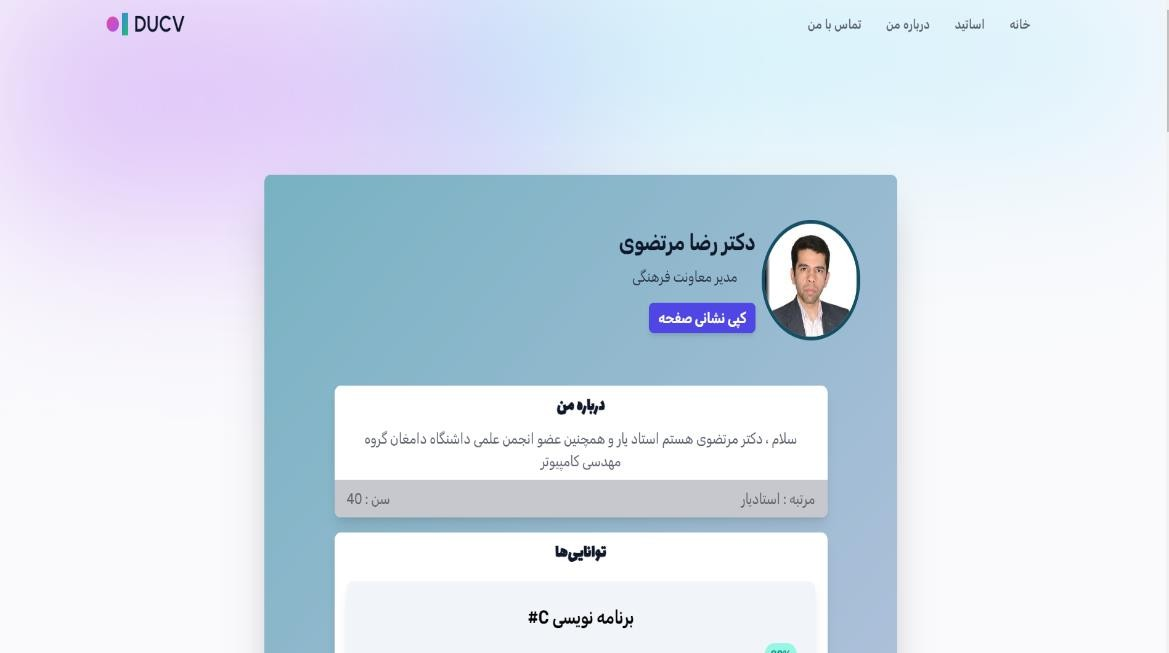 DUCV
خانه
اساتید
درباره من
تماس با من
دکتر رضا مرتضوی
مدیر معاونت فرهنگی
کپی نشانی صفحه
درباره من
سلام ، دکتر مرتضوی هستم استاد یار و همچنین عضو انجمن علمی داشنگاه دامغان گروه
مهدسی کامپیوتر
مرتبه : استادیار
سن : 40
توانایی‌ها
برنامه نویسی C#